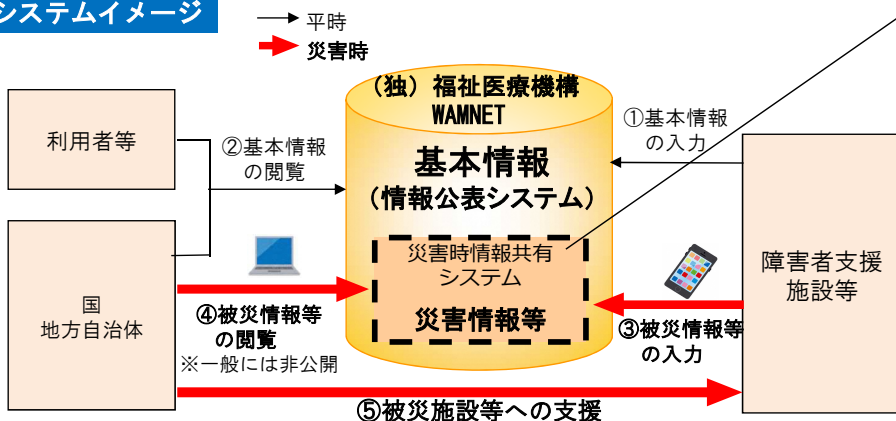 システムイメージ
平時
災害時
(独)福祉医療機構
WAMNET
基本情報
(情報公表システム)
災害時情報共有
システム
災害情報等
利用者等
②基本情報
の閲覧
①基本情報
の入力
国
地方自治体
④被災情報等
の閲覧
※一般には非公開
③被災情報等
の入力
障害者支援
施設等
⑤被災施設等への支援